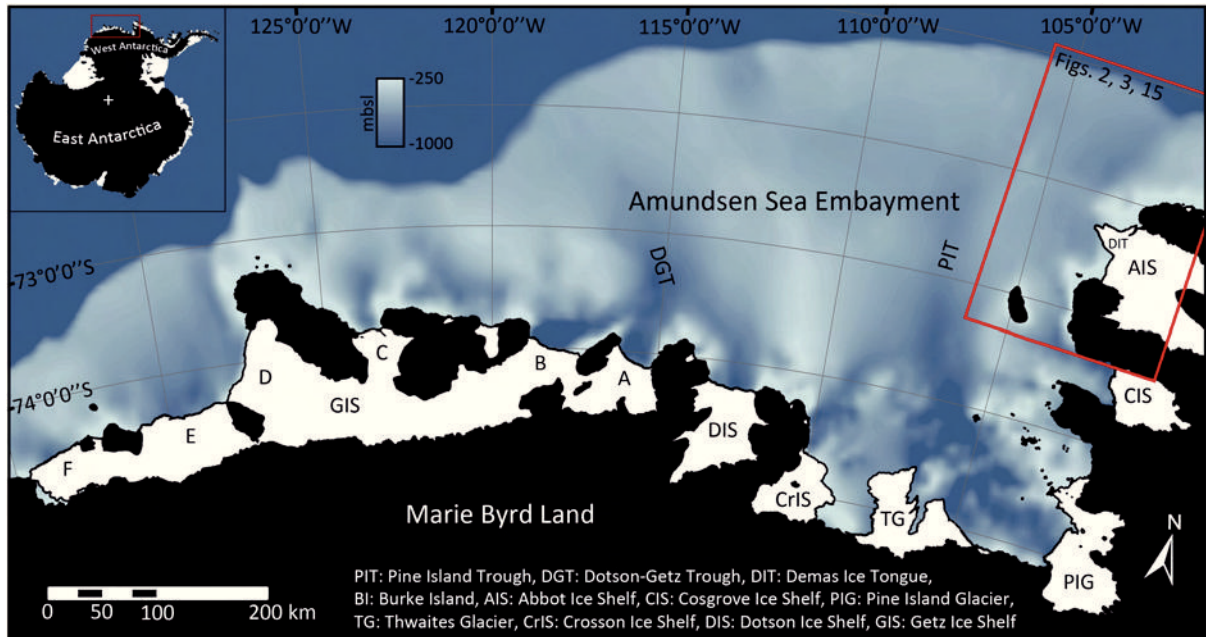 125°0'0"W
120°0'0"W
115°0'0"W
110°0'0"W
105°0'0"W
West Antarctica
East Antarctica
-250
mbsl
-1000
Figs. 2, 3, 15
Amundsen Sea Embayment
73°0'0''S
DGT
PIT
DIT
AIS
74°0'0''S
C
B
A
D
GIS
CIS
E
DIS
F
CrIS
TG
Marie Byrd Land
N
PIG
PIT: Pine Island Trough, DGT: Dotson-Getz Trough, DIT: Demas Ice Tongue,
BI: Burke Island, AIS: Abbot Ice Shelf, CIS: Cosgrove Ice Shelf, PIG: Pine Island Glacier,
TG: Thwaites Glacier, CrIS: Crosson Ice Shelf, DIS: Dotson Ice Shelf, GIS: Getz Ice Shelf
0 50 100 200 km